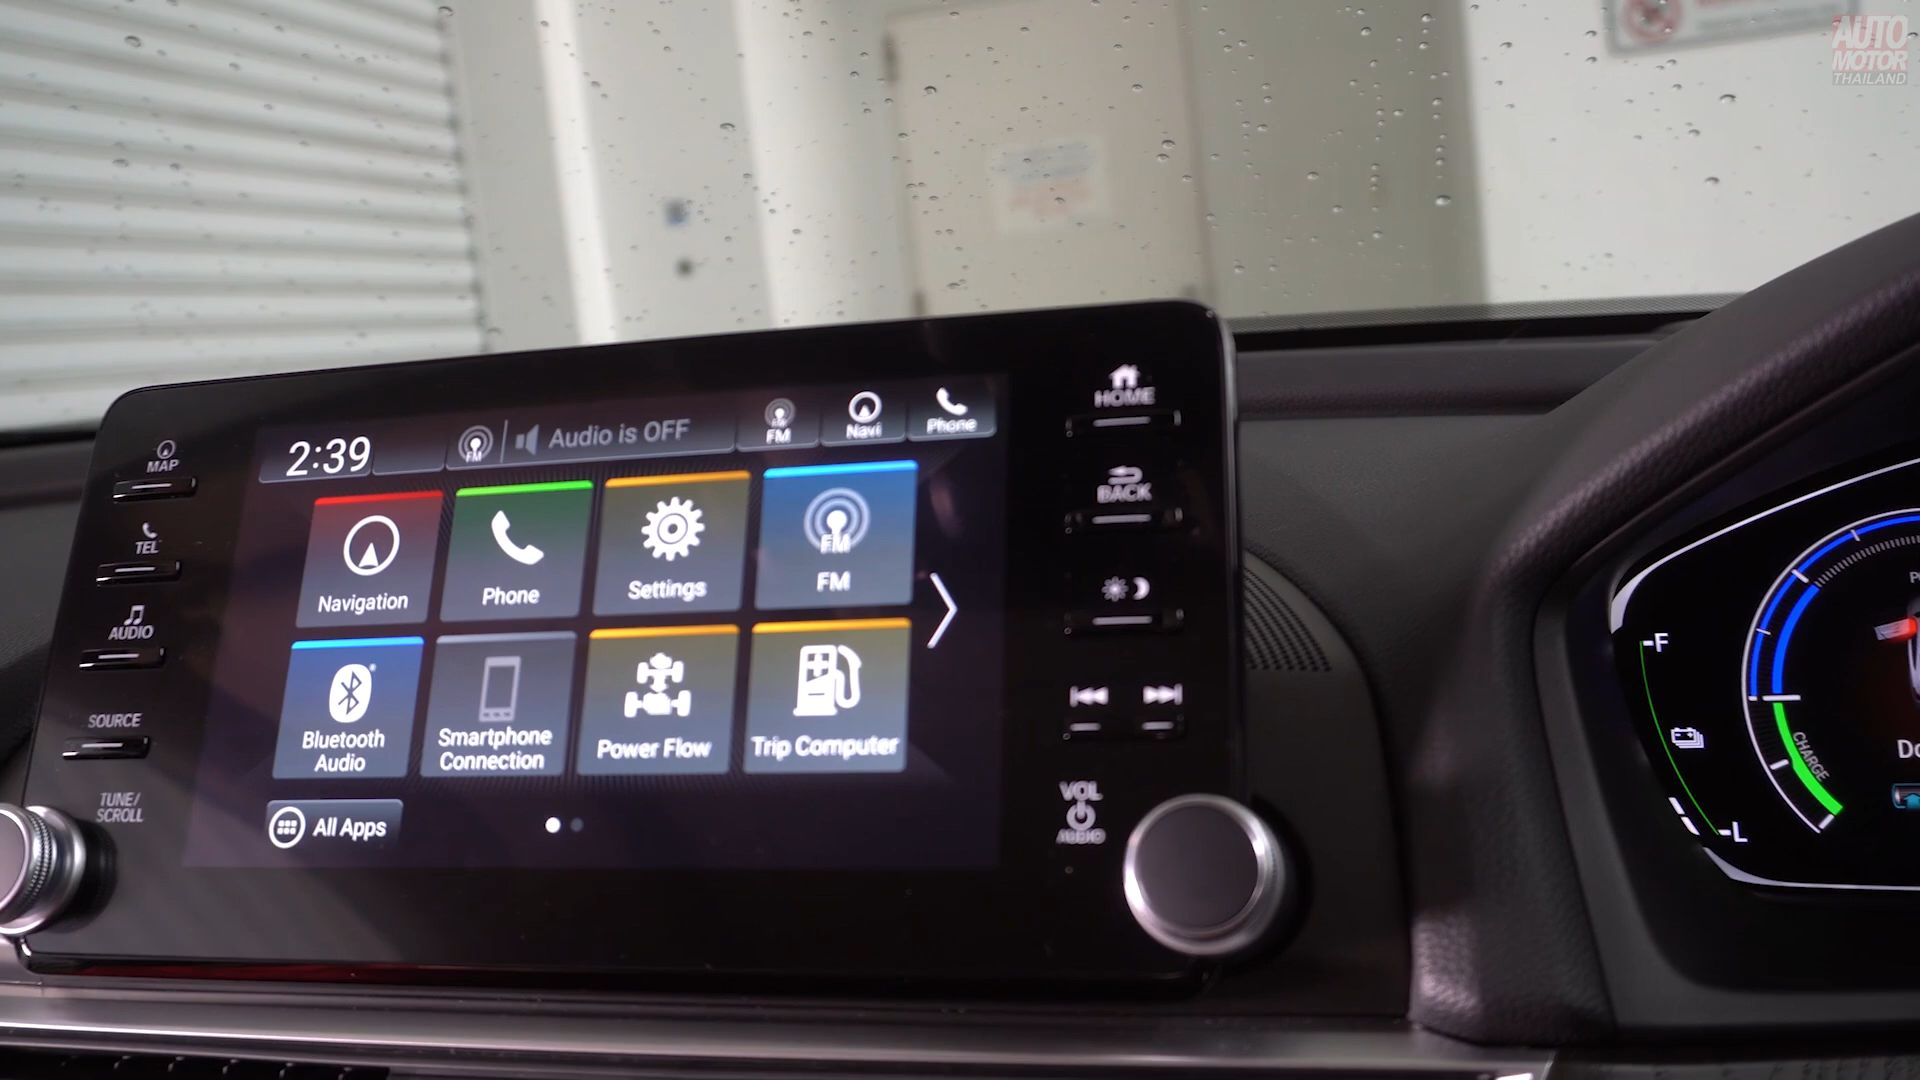 AUTO
MOTOR
THAILAND
HOME
2:39
FM
Audio is OFF
FM
Navi
Phone
MAP
BACK
TEL
Navigation
Phone
Settings
FM
FM
AUDIO
F
SOURCE
Bluetooth
Audio
Smartphone
Connection
Power Flow
Trip Computer
CHARGE
TUNE/
SCROLL
All Apps
VOL
AUDIO
L